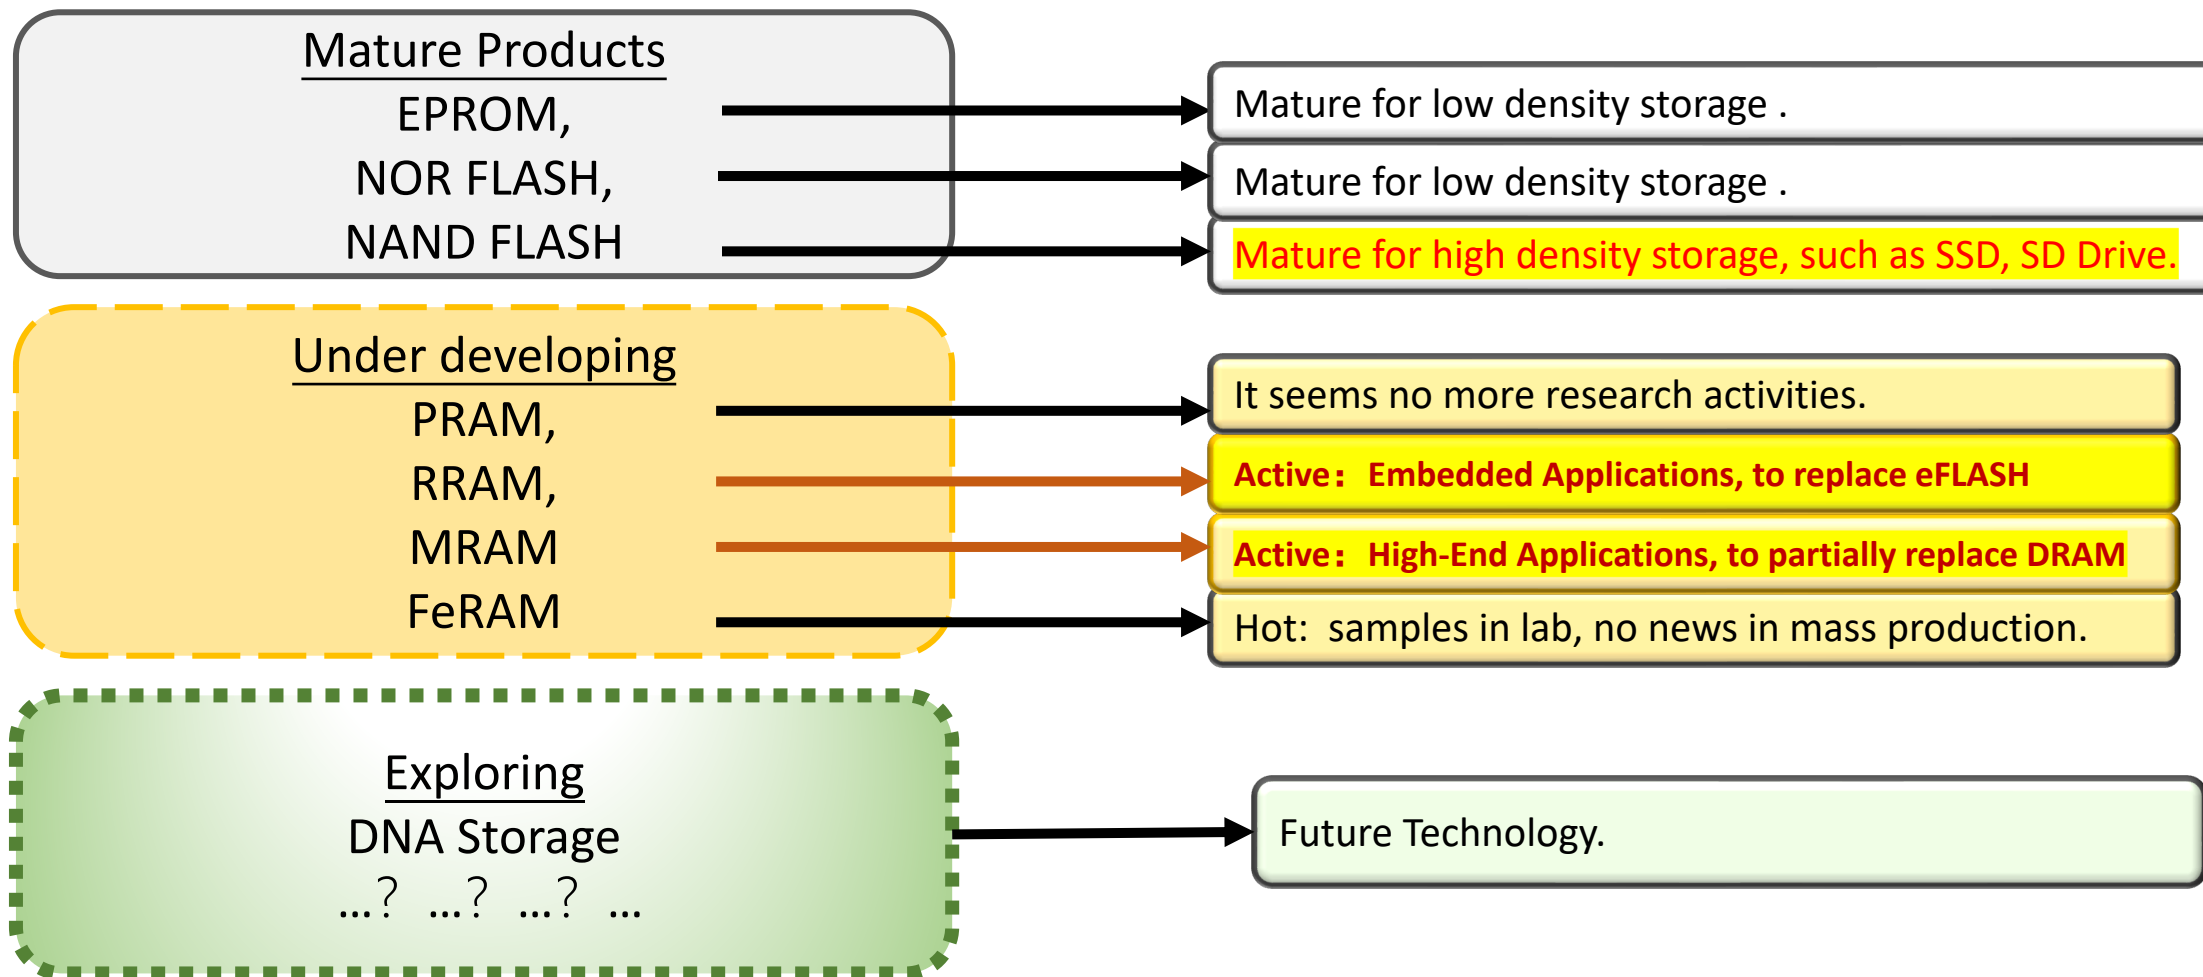 Mature Products
EPROM,
NOR FLASH,
NAND FLASH
Mature for low density storage .
Mature for low density storage .
Mature for high density storage, such as SSD, SD Drive.
Under developing
PRAM,
RRAM,
MRAM
FeRAM
It seems no more research activities.
Active：Embedded Applications, to replace eFLASH
Active：High-End Applications, to partially replace DRAM
Hot:  samples in lab, no news in mass production.
Exploring
DNA Storage
...? ...? ...? ...
Future Technology.